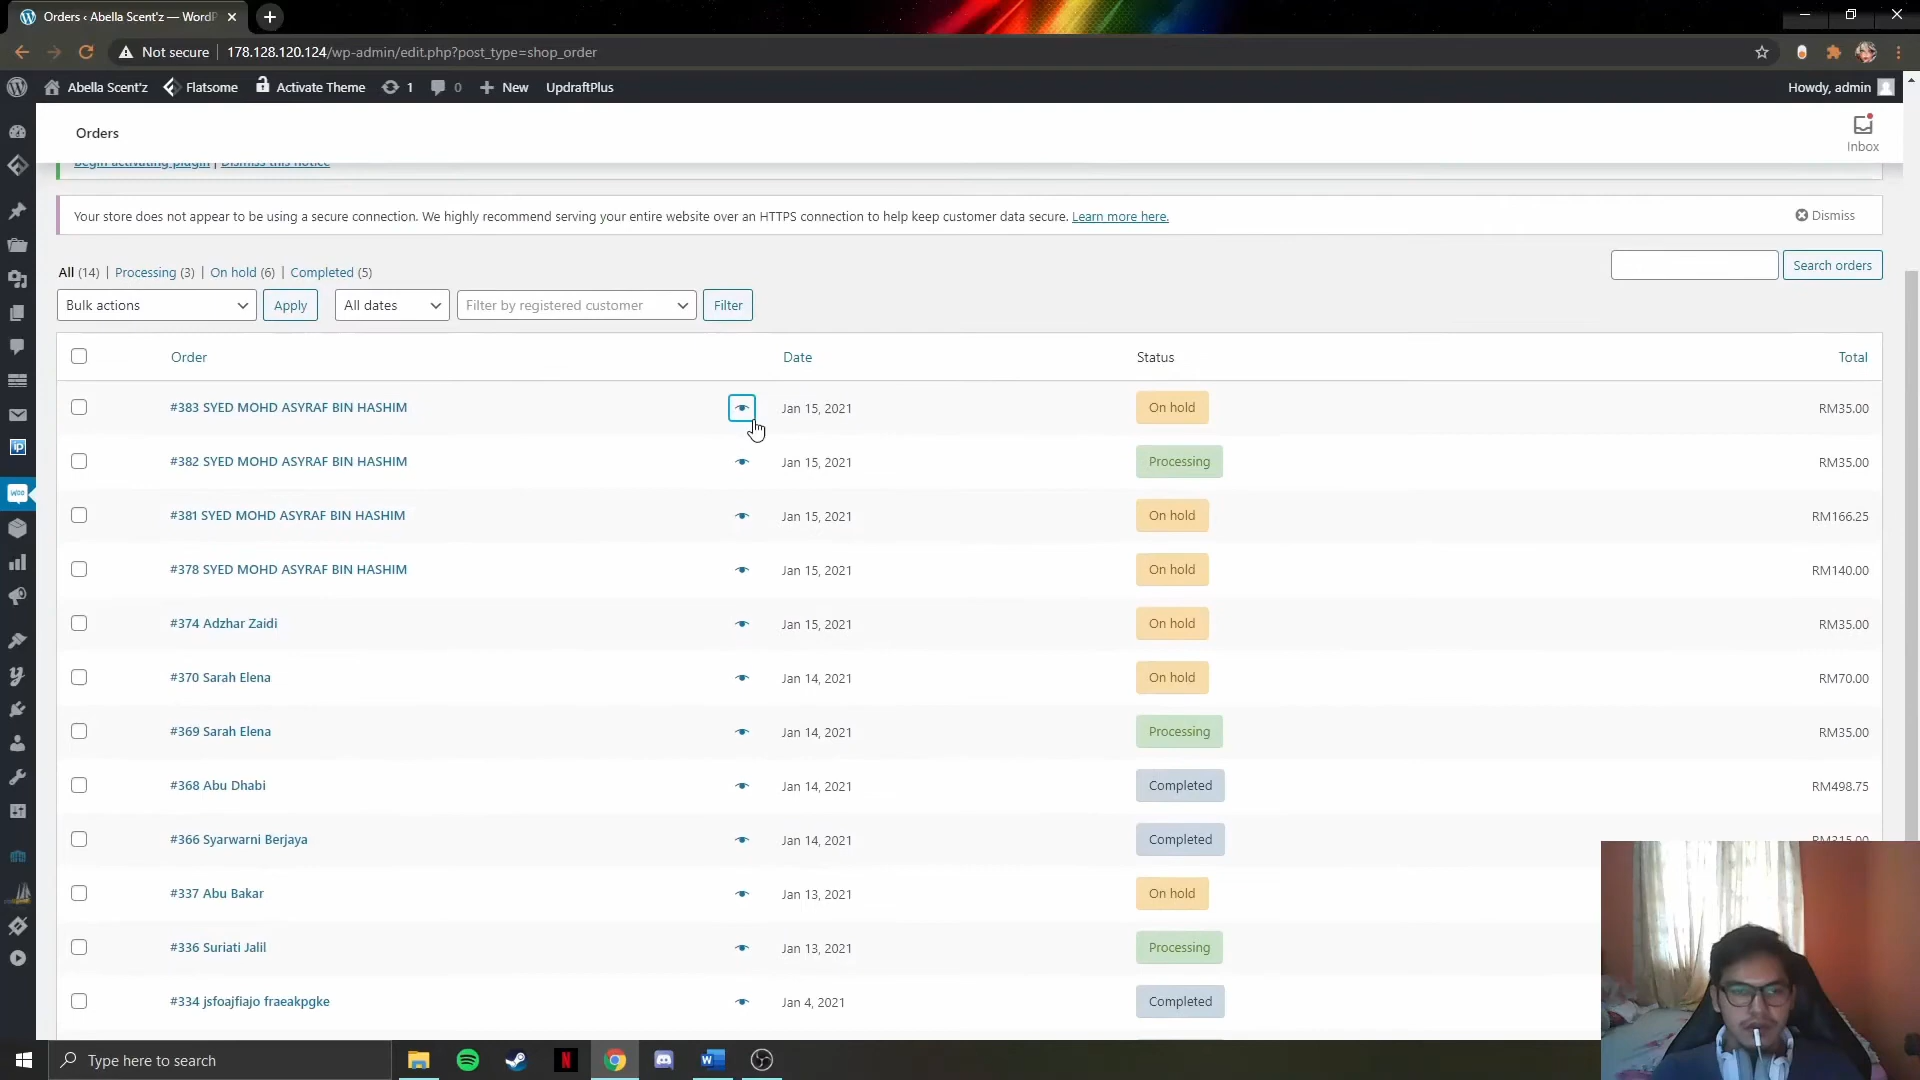 Orders ‹ Abella Scent'z — WordP
Not secure
178.128.120.124/wp-admin/edit.php?post_type=shop_order
Abella Scent'z
Flatsome
Activate Theme
1
0
New
UpdraftPlus
Howdy, admin
Orders
Inbox
Begin activating plugin | Dismiss this notice
Your store does not appear to be using a secure connection. We highly recommend serving your entire website over an HTTPS connection to help keep customer data secure. Learn more here.
Dismiss
All (14) | Processing (3) | On hold (6) | Completed (5)
Search orders
Bulk actions
Apply
All dates
Filter by registered customer
Filter
Order Date Status Total
#383 SYED MOHD ASYRAF BIN HASHIM Jan 15, 2021 On hold RM35.00
#382 SYED MOHD ASYRAF BIN HASHIM Jan 15, 2021 Processing RM35.00
#381 SYED MOHD ASYRAF BIN HASHIM Jan 15, 2021 On hold RM166.25
#378 SYED MOHD ASYRAF BIN HASHIM Jan 15, 2021 On hold RM140.00
#374 Adzhar Zaidi Jan 15, 2021 On hold RM35.00
#370 Sarah Elena Jan 14, 2021 On hold RM70.00
#369 Sarah Elena Jan 14, 2021 Processing RM35.00
#368 Abu Dhabi Jan 14, 2021 Completed RM498.75
#366 Syarwarni Berjaya Jan 14, 2021 Completed RM315.00
#337 Abu Bakar Jan 13, 2021 On hold
#336 Suriati Jalil Jan 13, 2021 Processing
#334 jsfoajfiajo fraeakpgke Jan 4, 2021 Completed
Type here to search